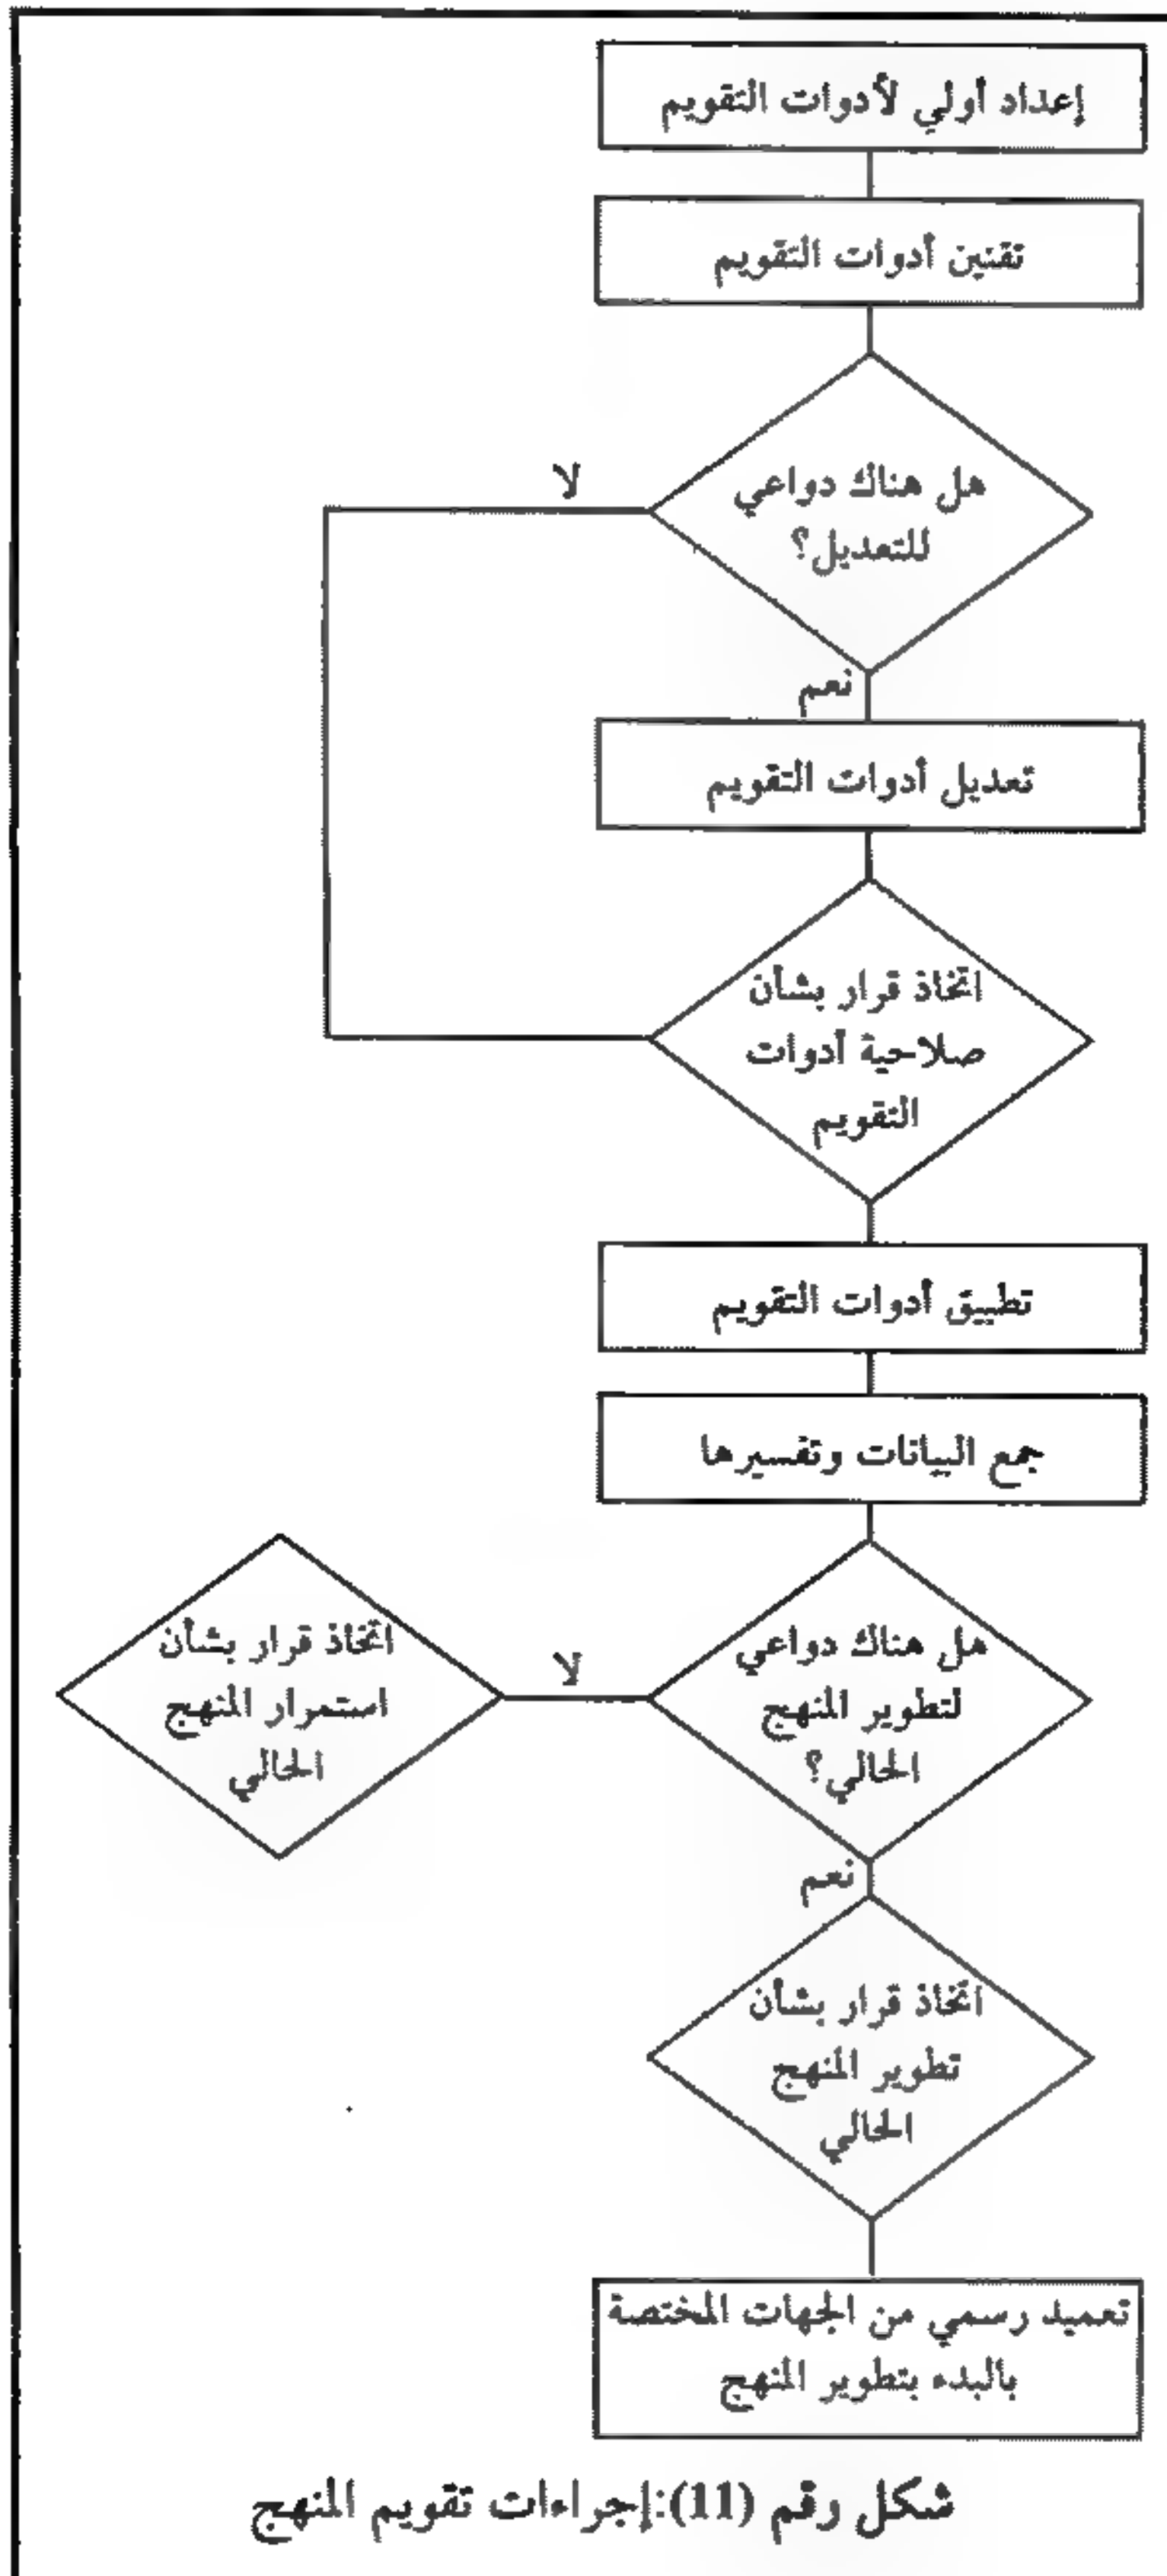 إعداد أولي لأدوات التقويم
تقنين أدوات التقويم
هل هناك دواعي
للتعديل؟
لا
نعم
تعديل أدوات التقويم
اتخاذ قرار بشأن
صلاحية أدوات
التقويم
تطبيق أدوات التقويم
جمع البيانات وتفسيرها
هل هناك دواعي
لتطوير المنهج
الحالي؟
لا
اتخاذ قرار بشأن
استمرار المنهج
الحالي
نعم
اتخاذ قرار بشأن
تطوير المنهج
الحالي
تعميد رسمي من الجهات المختصة
بالبدء بتطوير المنهج
شكل رقم (11):إجراءات تقويم المنهج